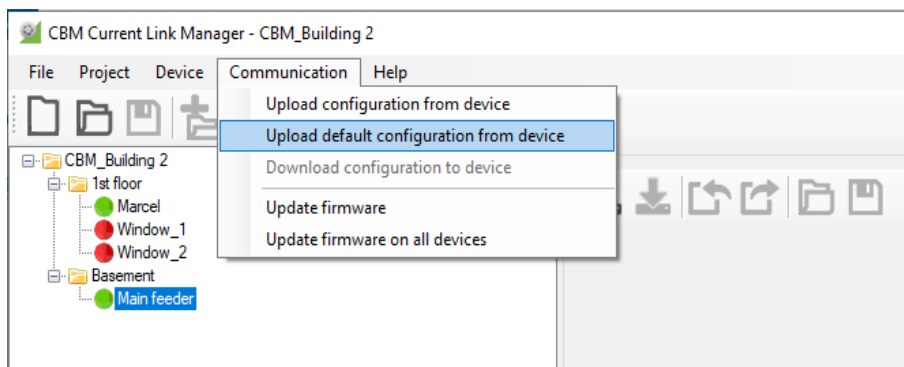 CBM Current Link Manager - CBM_Building 2
File Project Device Communication Help
Upload configuration from device
Upload default configuration from device
Download configuration to device
Update firmware
Update firmware on all devices
CBM_Building 2
1st floor
Marcel
Window_1
Window_2
Basement
Main feeder